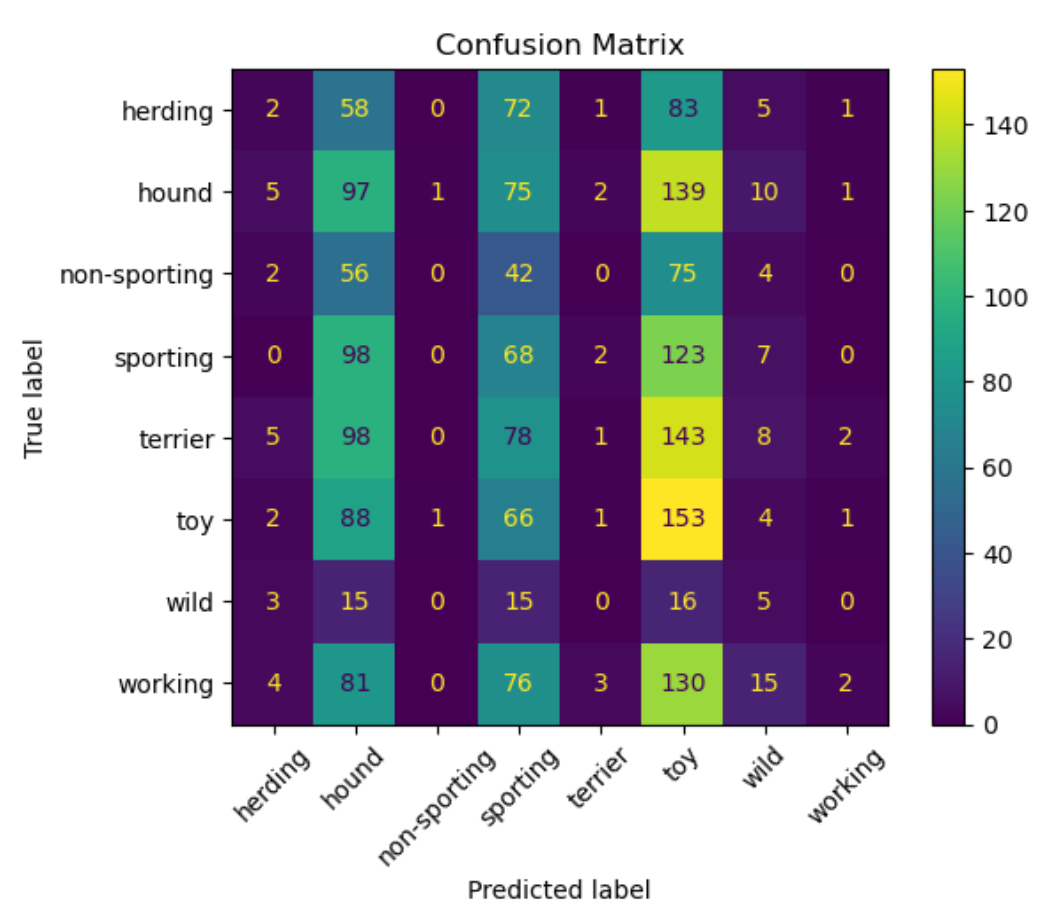 Confusion Matrix
True label
herding 2 58 0 72 1 83 5 1
hound 5 97 1 75 2 139 10 1
non-sporting 2 56 0 42 0 75 4 0
sporting 0 98 0 68 2 123 7 0
terrier 5 98 0 78 1 143 8 2
toy 2 88 1 66 1 153 4 1
wild 3 15 0 15 0 16 5 0
working 4 81 0 76 3 130 15 2
herding hound non-sporting sporting terrier toy wild working
Predicted label
140
120
100
80
60
40
20
0